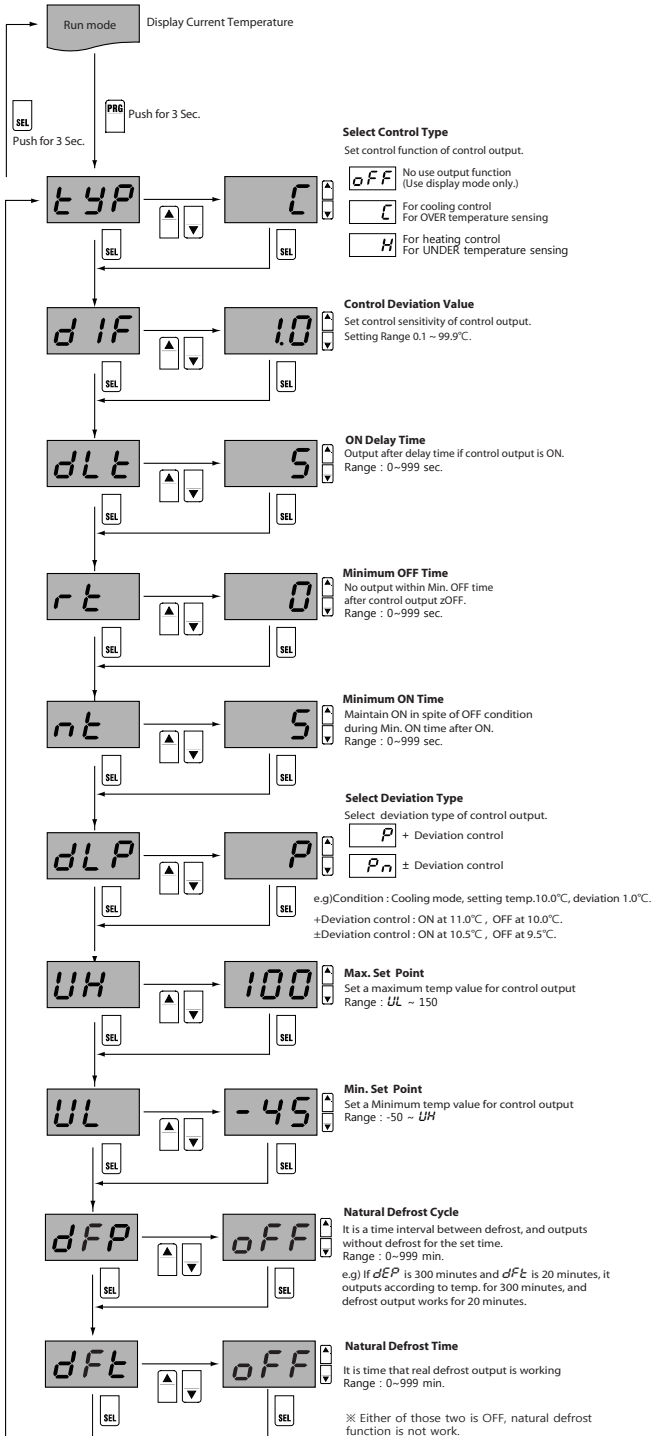 Run mode
Display Current Temperature
SEL
Push for 3 Sec.
PRG
Push for 3 Sec.
Select Control Type
Set control function of control output.
oFF
No use output function
(Use display mode only.)
C
For cooling control
For OVER temperature sensing
H
For heating control
For UNDER temperature sensing
tYP
C
SEL
SEL
Control Deviation Value
Set control sensitivity of control output.
Setting Range 0.1 ~ 99.9℃.
dIF
1.0
SEL
SEL
ON Delay Time
Output after delay time if control output is ON.
Range : 0~999 sec.
dLt
5
SEL
SEL
Minimum OFF Time
No output within Min. OFF time
after control output zOFF.
Range : 0~999 sec.
rt
0
SEL
SEL
Minimum ON Time
Maintain ON in spite of OFF condition
during Min. ON time after ON.
Range : 0~999 sec.
nt
5
SEL
SEL
Select Deviation Type
Select deviation type of control output.
P + Deviation control
Pn ± Deviation control
e.g)Condition : Cooling mode, setting temp.10.0℃, deviation 1.0℃.
+Deviation control : ON at 11.0℃ , OFF at 10.0℃.
±Deviation control : ON at 10.5℃ , OFF at 9.5℃.
dLP
P
SEL
SEL
Max. Set Point
Set a maximum temp value for control output
Range : UL ~ 150
UH
100
SEL
SEL
Min. Set Point
Set a Minimum temp value for control output
Range : -50 ~ UH
UL
-45
SEL
SEL
Natural Defrost Cycle
It is a time interval between defrost, and outputs
without defrost for the set time.
Range : 0~999 min.
e.g) If dEP is 300 minutes and dFt is 20 minutes, it
outputs according to temp. for 300 minutes, and
defrost output works for 20 minutes.
dFP
oFF
SEL
SEL
Natural Defrost Time
It is time that real defrost output is working
Range : 0~999 min.
dFt
oFF
SEL
SEL
※ Either of those two is OFF, natural defrost
function is not work.